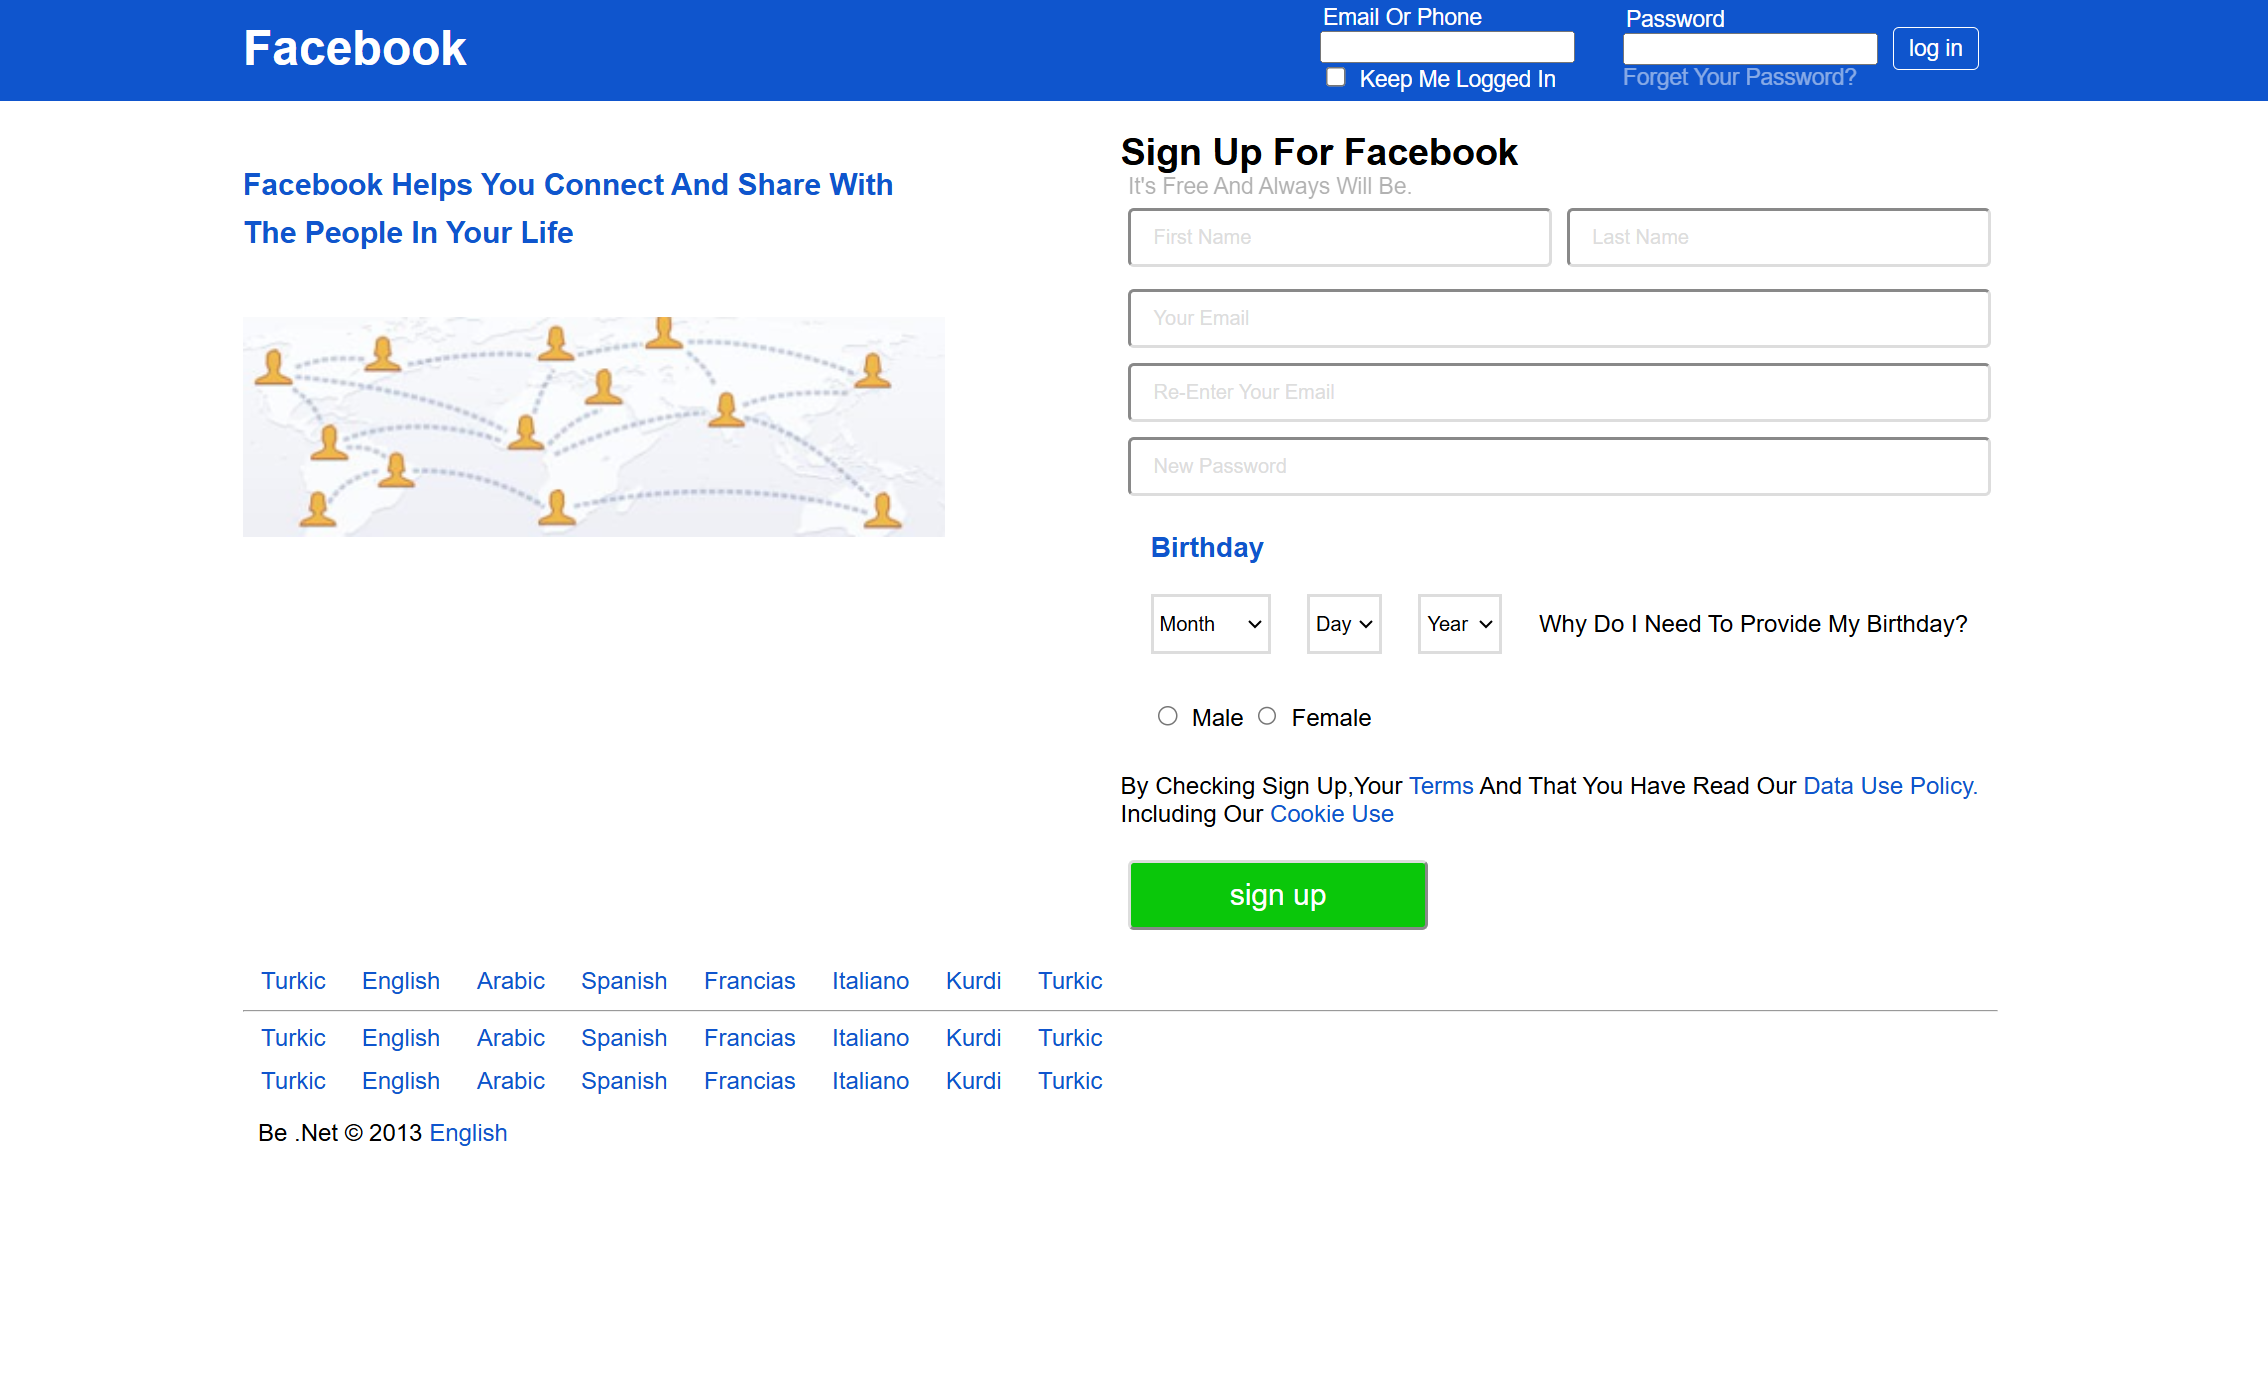 Facebook
Email Or Phone
Keep Me Logged In
Password
Forget Your Password?
log in
Facebook Helps You Connect And Share With
The People In Your Life
Sign Up For Facebook
It's Free And Always Will Be.
First Name
Last Name
Your Email
Re-Enter Your Email
New Password
Birthday
Month
Day
Year
Why Do I Need To Provide My Birthday?
Male
Female
By Checking Sign Up,Your Terms And That You Have Read Our Data Use Policy.
Including Our Cookie Use
sign up
Turkic English Arabic Spanish Francias Italiano Kurdi Turkic
Turkic English Arabic Spanish Francias Italiano Kurdi Turkic
Turkic English Arabic Spanish Francias Italiano Kurdi Turkic
Be .Net © 2013 English